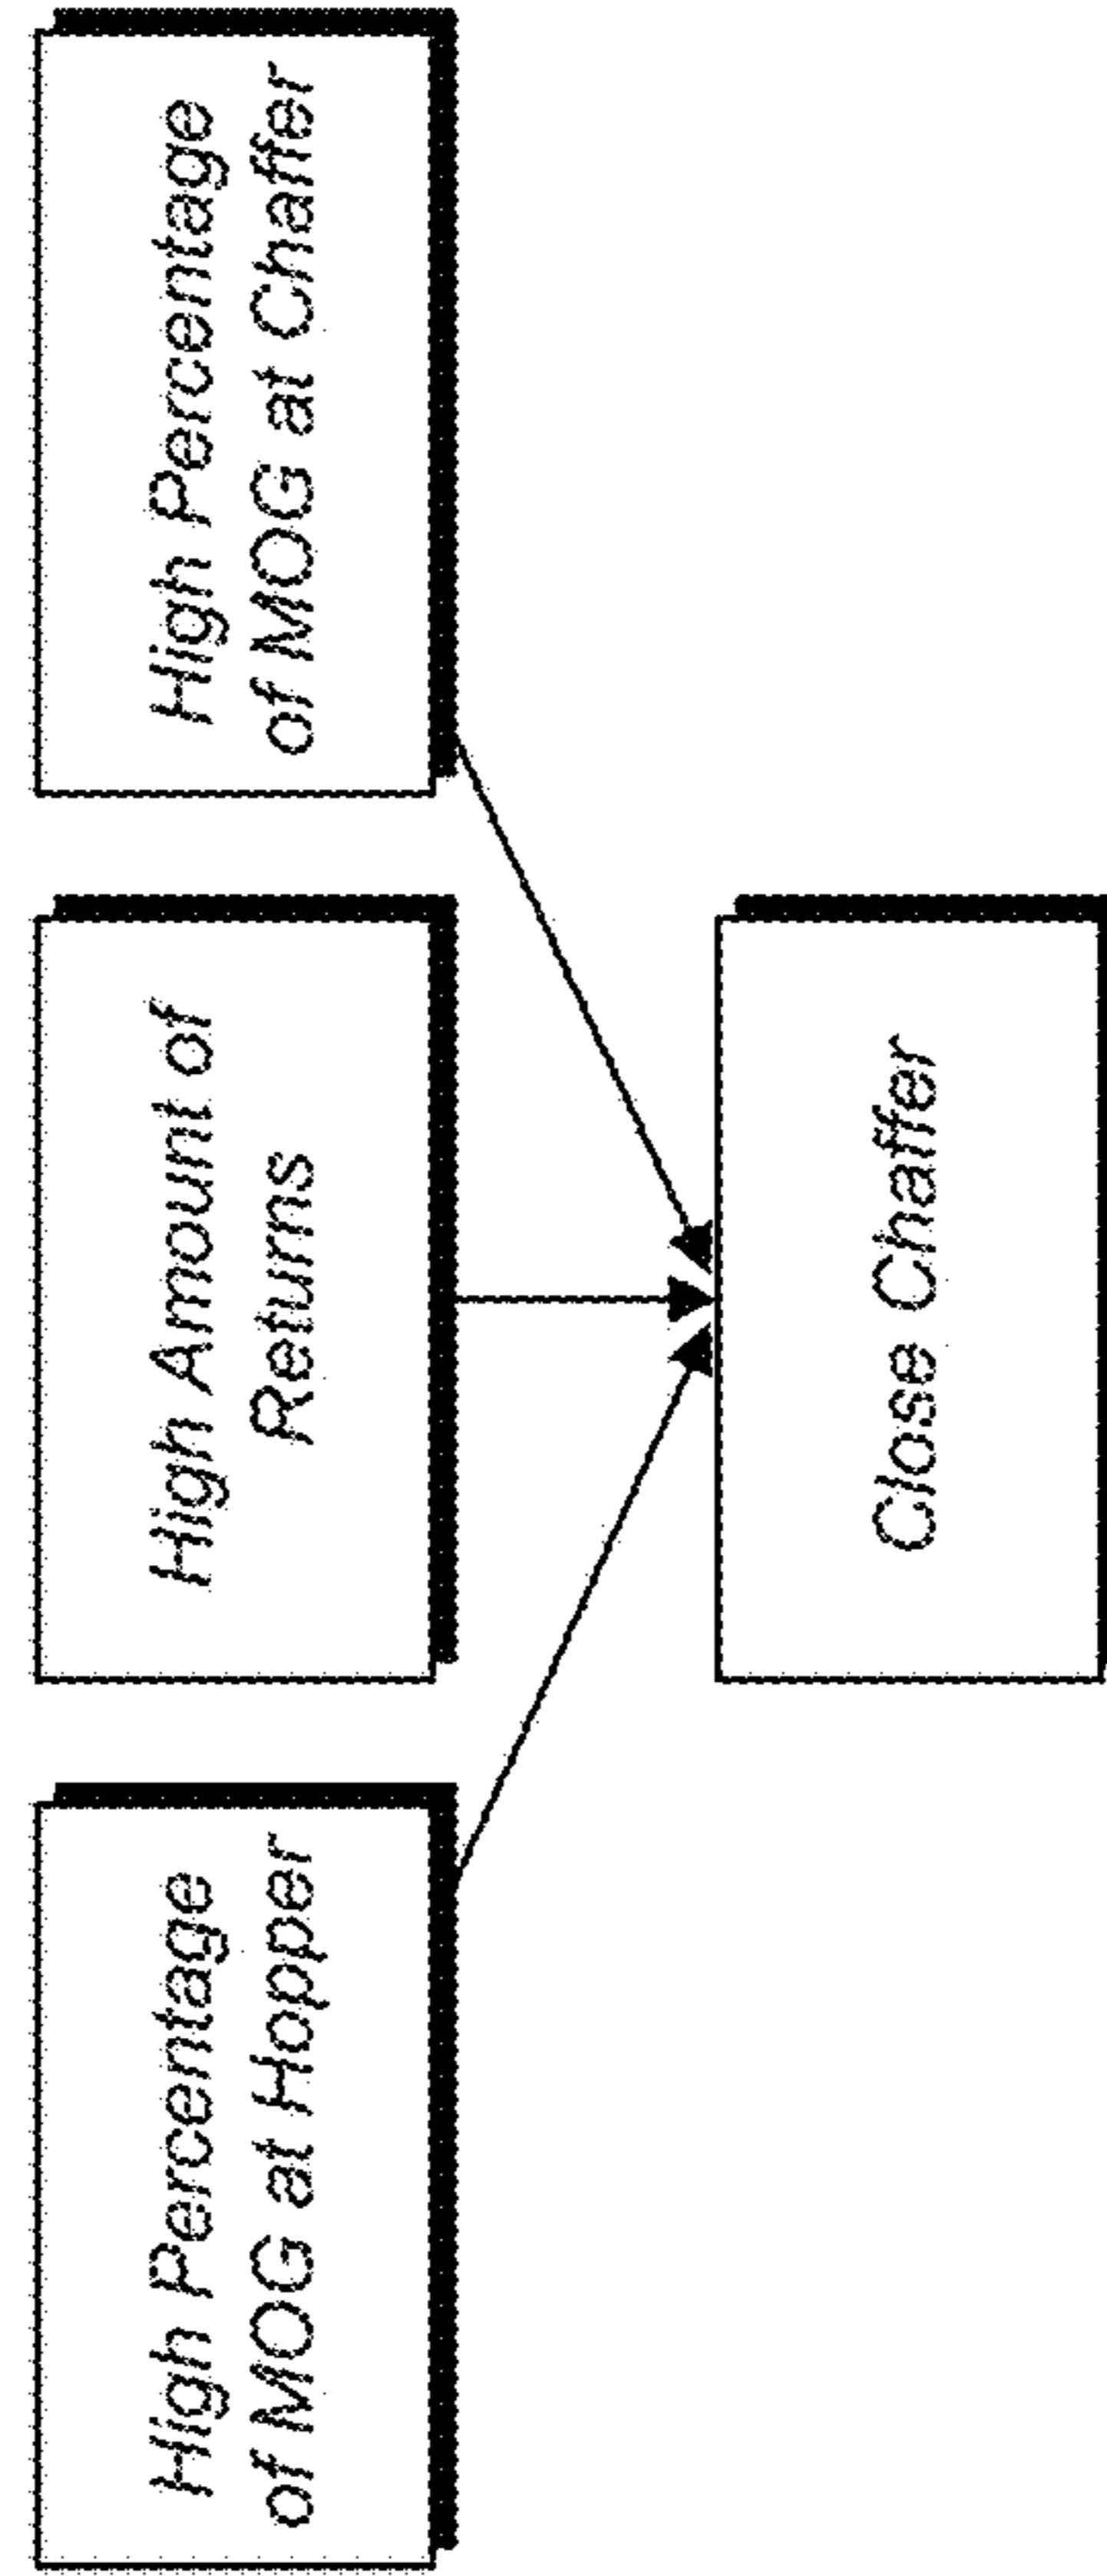 High Percentage
of MOG at Hopper
High Amount of
Returns
High Percentage
of MOG at Chaffer
Close Chaffer